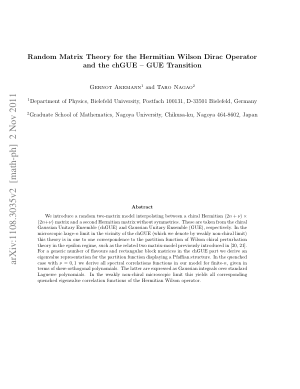 Random Matrix Theory for the Hermitian Wilson Dirac Operator
and the chGUE – GUE Transition
Gernot Akemann¹ and Taro Nagao²
¹Department of Physics, Bielefeld University, Postfach 100131, D-33501 Bielefeld, Germany
²Graduate School of Mathematics, Nagoya University, Chikusa-ku, Nagoya 464-8602, Japan
arXiv:1108.3035v2 [math-ph] 2 Nov 2011
Abstract
We introduce a random two-matrix model interpolating between a chiral Hermitian (2n + ν) ×
(2n+ν) matrix and a second Hermitian matrix without symmetries. These are taken from the chiral
Gaussian Unitary Ensemble (chGUE) and Gaussian Unitary Ensemble (GUE), respectively. In the
microscopic large-n limit in the vicinity of the chGUE (which we denote by weakly non-chiral limit)
this theory is in one to one correspondence to the partition function of Wilson chiral perturbation
theory in the epsilon regime, such as the related two matrix-model previously introduced in
For a generic number of flavours and rectangular block matrices in the chGUE part we derive an
eigenvalue representation for the partition function displaying a Pfaffian structure. In the quenched
case with ν = 0, 1 we derive all spectral correlations functions in our model for finite-n, given in
terms of skew-orthogonal polynomials. The latter are expressed as Gaussian integrals over standard
Laguerre polynomials. In the weakly non-chiral microscopic limit this yields all corresponding
quenched eigenvalue correlation functions of the Hermitian Wilson operator.